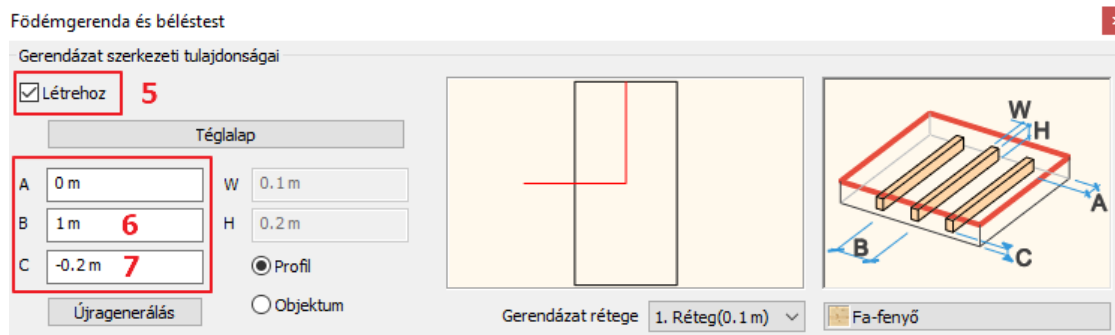 Födémgerenda és béléstest
Gerendázat szerkezeti tulajdonságai
Létrehoz 5
Téglalap
A 0 m W 0.1 m
B 1 m 6 H 0.2 m
C -0.2 m 7 Profil
Újragenerálás Objektum
Gerendázat rétege 1. Réteg(0.1 m) Fa-fenyő
W
H
A
B
C